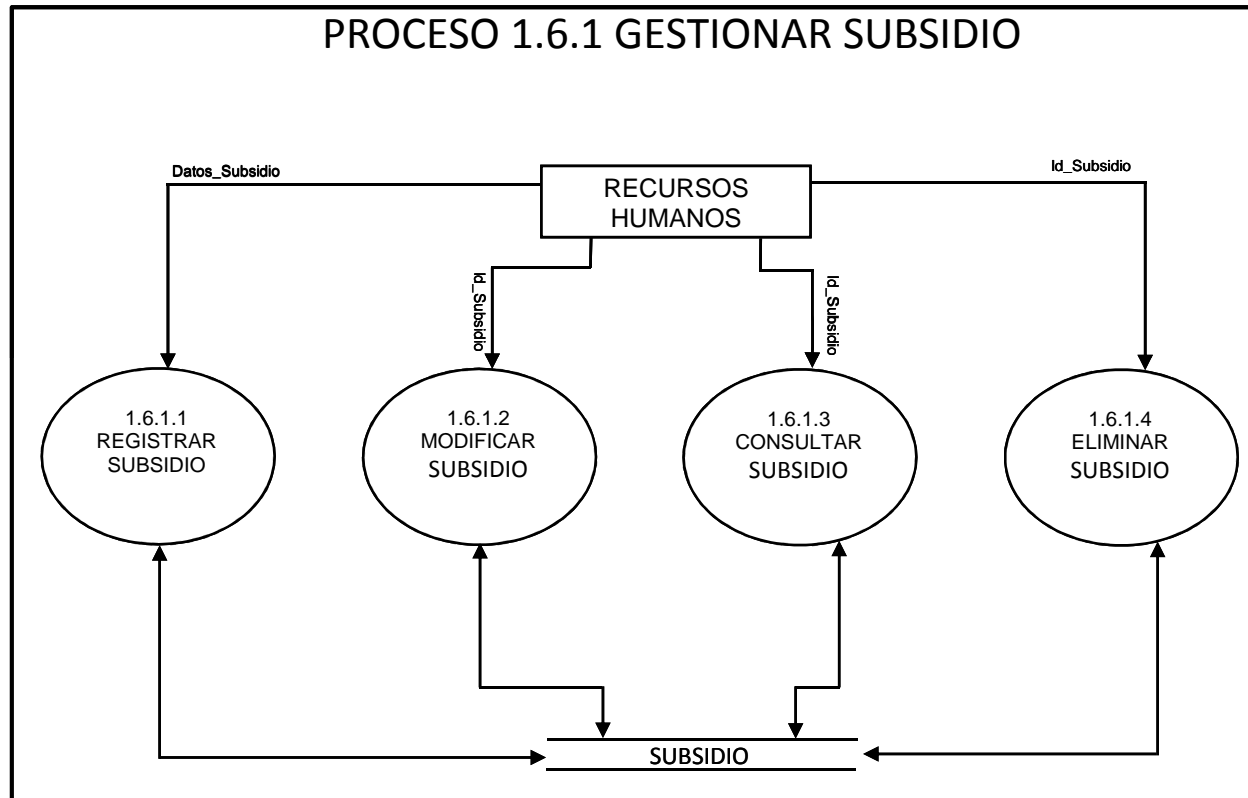 PROCESO 1.6.1 GESTIONAR SUBSIDIO
Datos_Subsidio
Id_Subsidio
RECURSOS
HUMANOS
Id_Subsidio
Id_Subsidio
1.6.1.1
REGISTRAR
SUBSIDIO
1.6.1.2
MODIFICAR
SUBSIDIO
1.6.1.3
CONSULTAR
SUBSIDIO
1.6.1.4
ELIMINAR
SUBSIDIO
SUBSIDIO